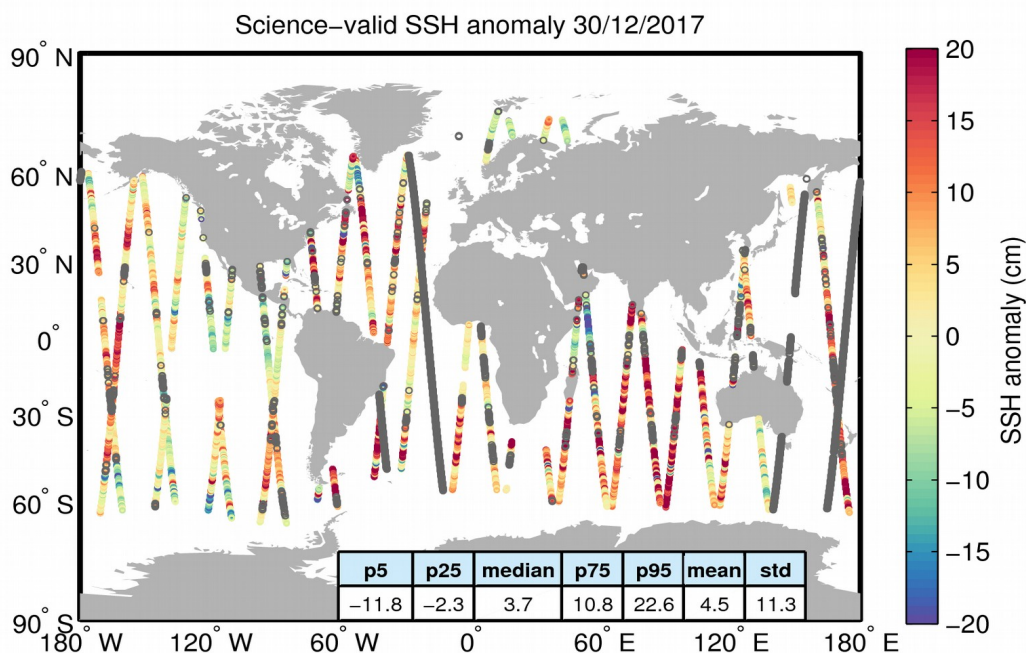 Science−valid SSH anomaly 30/12/2017
90° N
60° N
30° N
0°
30° S
60° S
90° S
180° W
120° W
60° W
0°
60° E
120° E
180° E
p5 p25 median p75 p95 mean std
−11.8 −2.3 3.7 10.8 22.6 4.5 11.3
20
15
10
5
0
−5
−10
−15
−20
SSH anomaly (cm)